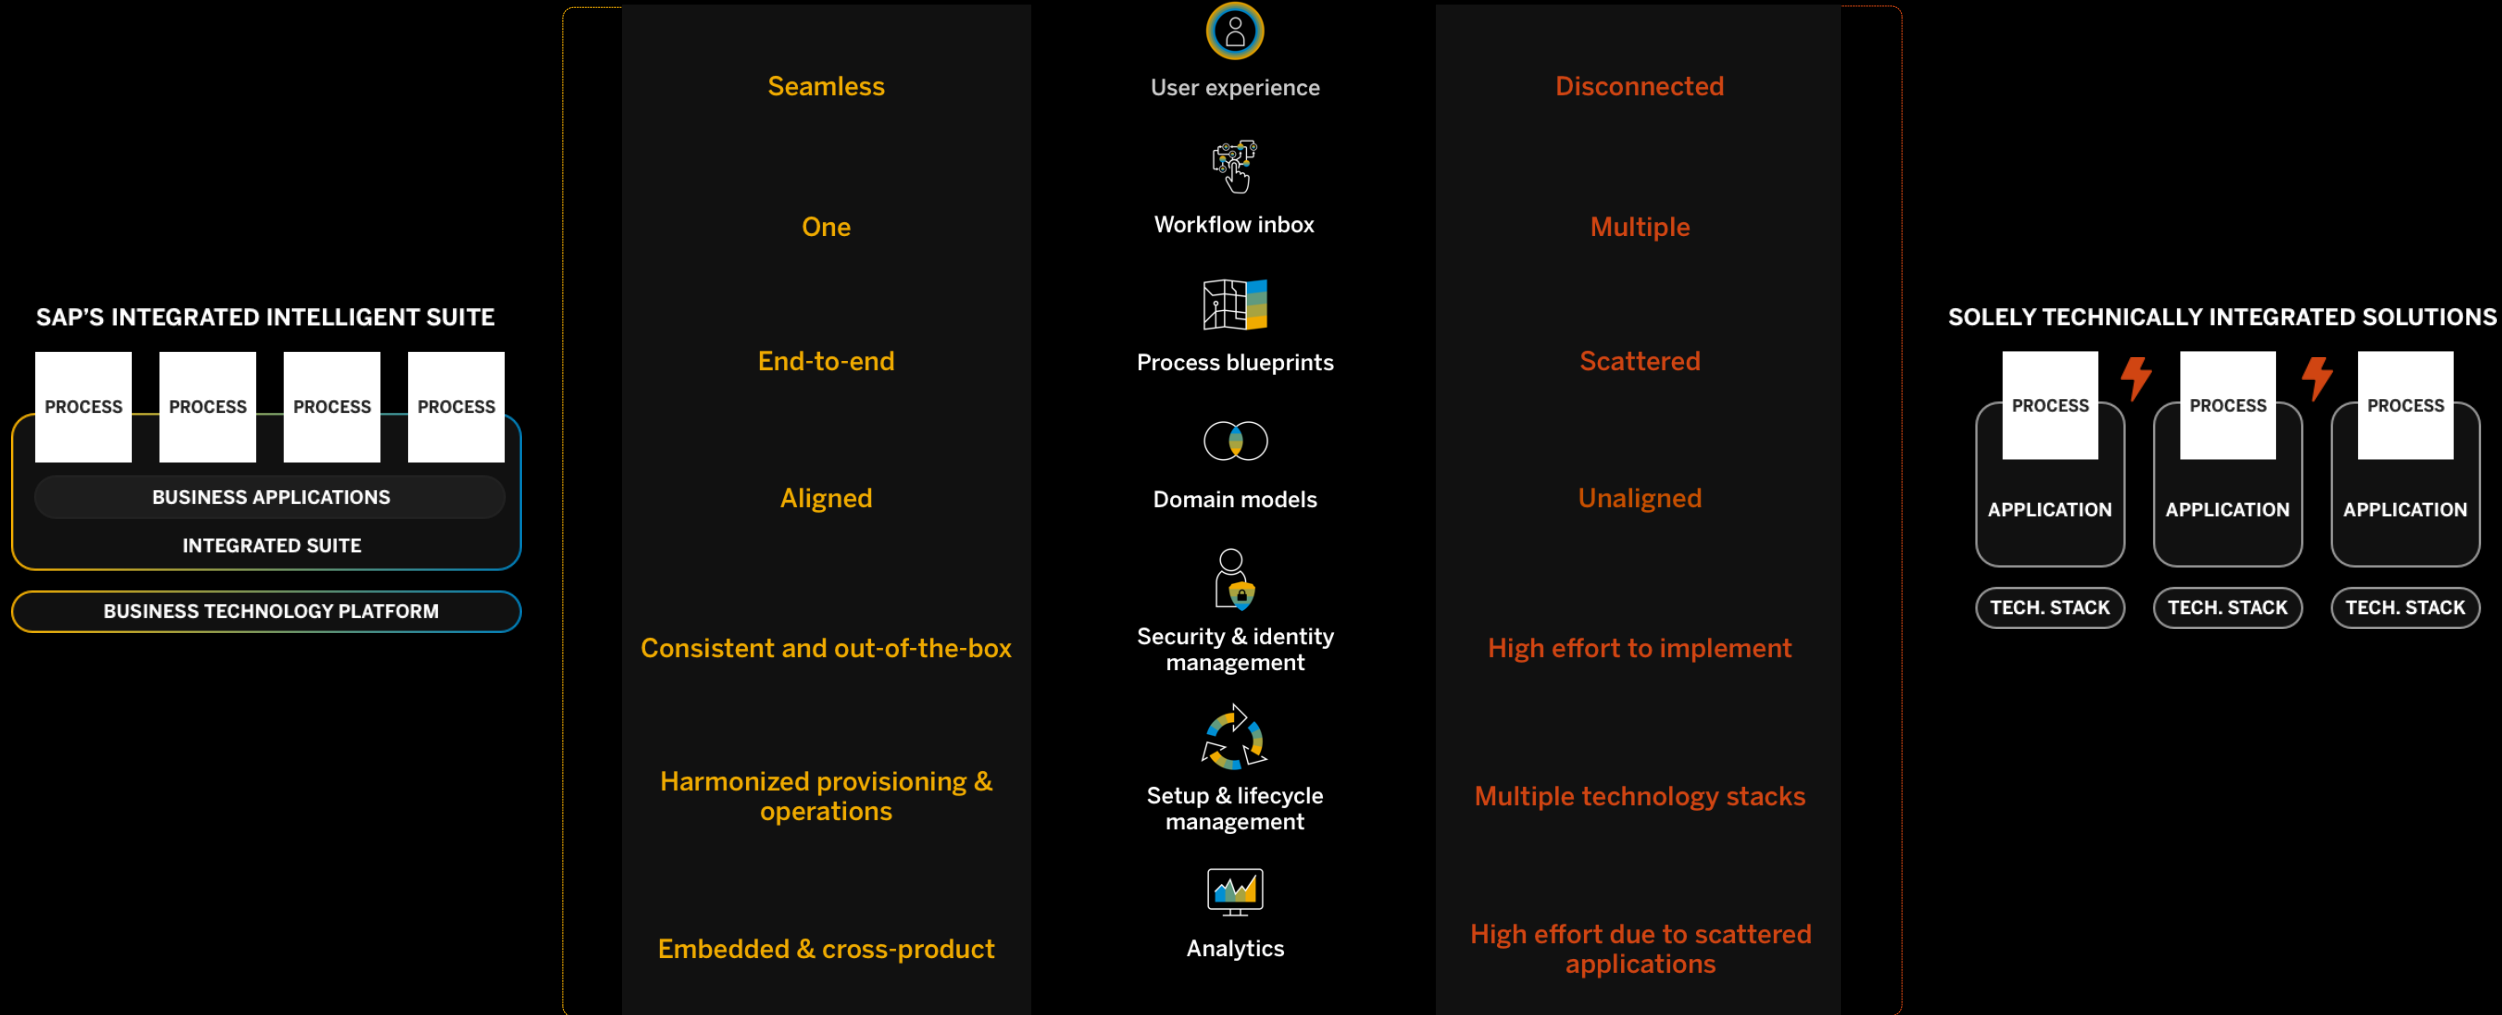 SAP'S INTEGRATED INTELLIGENT SUITE
PROCESS
PROCESS
PROCESS
PROCESS
BUSINESS APPLICATIONS
INTEGRATED SUITE
BUSINESS TECHNOLOGY PLATFORM
Seamless
User experience
Disconnected
One
Workflow inbox
Multiple
End-to-end
Process blueprints
Scattered
Aligned
Domain models
Unaligned
Consistent and out-of-the-box
Security & identity
management
High effort to implement
Harmonized provisioning &
operations
Setup & lifecycle
management
Multiple technology stacks
Embedded & cross-product
Analytics
High effort due to scattered
applications
SOLELY TECHNICALLY INTEGRATED SOLUTIONS
PROCESS
PROCESS
PROCESS
APPLICATION
APPLICATION
APPLICATION
TECH. STACK
TECH. STACK
TECH. STACK